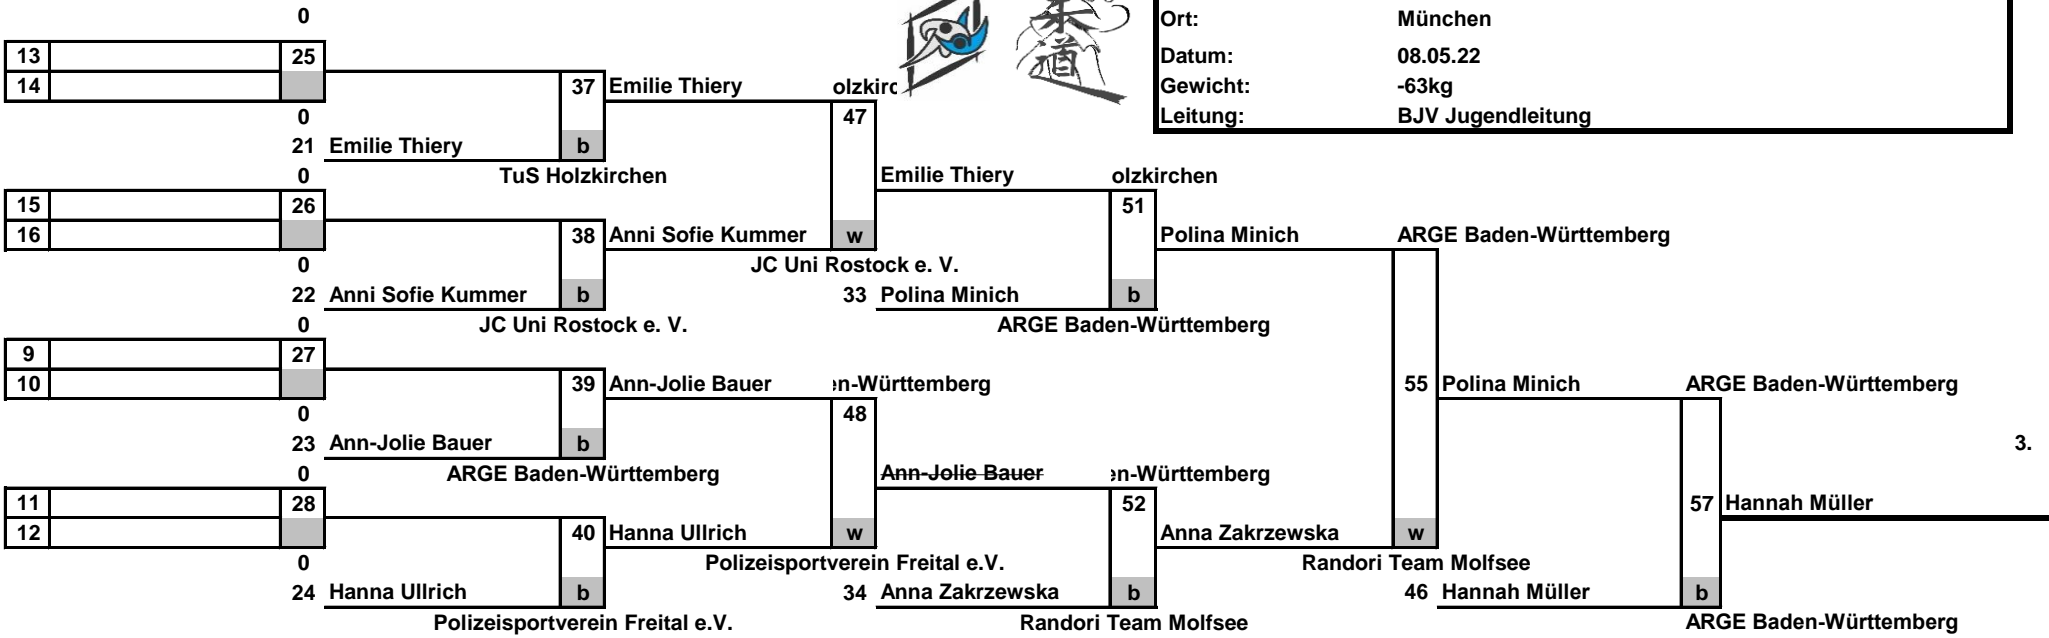 0
Ort: München
13 25
Datum: 08.05.22
14 37 Emilie Thiery olzkirc Gewicht: -63kg
0 47 Leitung: BJV Jugendleitung
21 Emilie Thiery b
0 TuS Holzkirchen Emilie Thiery olzkirchen
15 26 51
16 38 Anni Sofie Kummer w Polina Minich ARGE Baden-Württemberg
0 JC Uni Rostock e. V.
22 Anni Sofie Kummer b 33 Polina Minich b
0 JC Uni Rostock e. V. ARGE Baden-Württemberg
9 27
10 39 Ann-Jolie Bauer en-Württemberg 55 Polina Minich ARGE Baden-Württemberg
0 48
23 Ann-Jolie Bauer b 3.
0 ARGE Baden-Württemberg Ann-Jolie Bauer en-Württemberg
11 28 52 57 Hannah Müller
12 40 Hanna Ullrich w Anna Zakrzewska w
0 Polizeisportverein Freital e.V. Randori Team Molfsee
24 Hanna Ullrich b 34 Anna Zakrzewska b 46 Hannah Müller b
Polizeisportverein Freital e.V. Randori Team Molfsee ARGE Baden-Württemberg